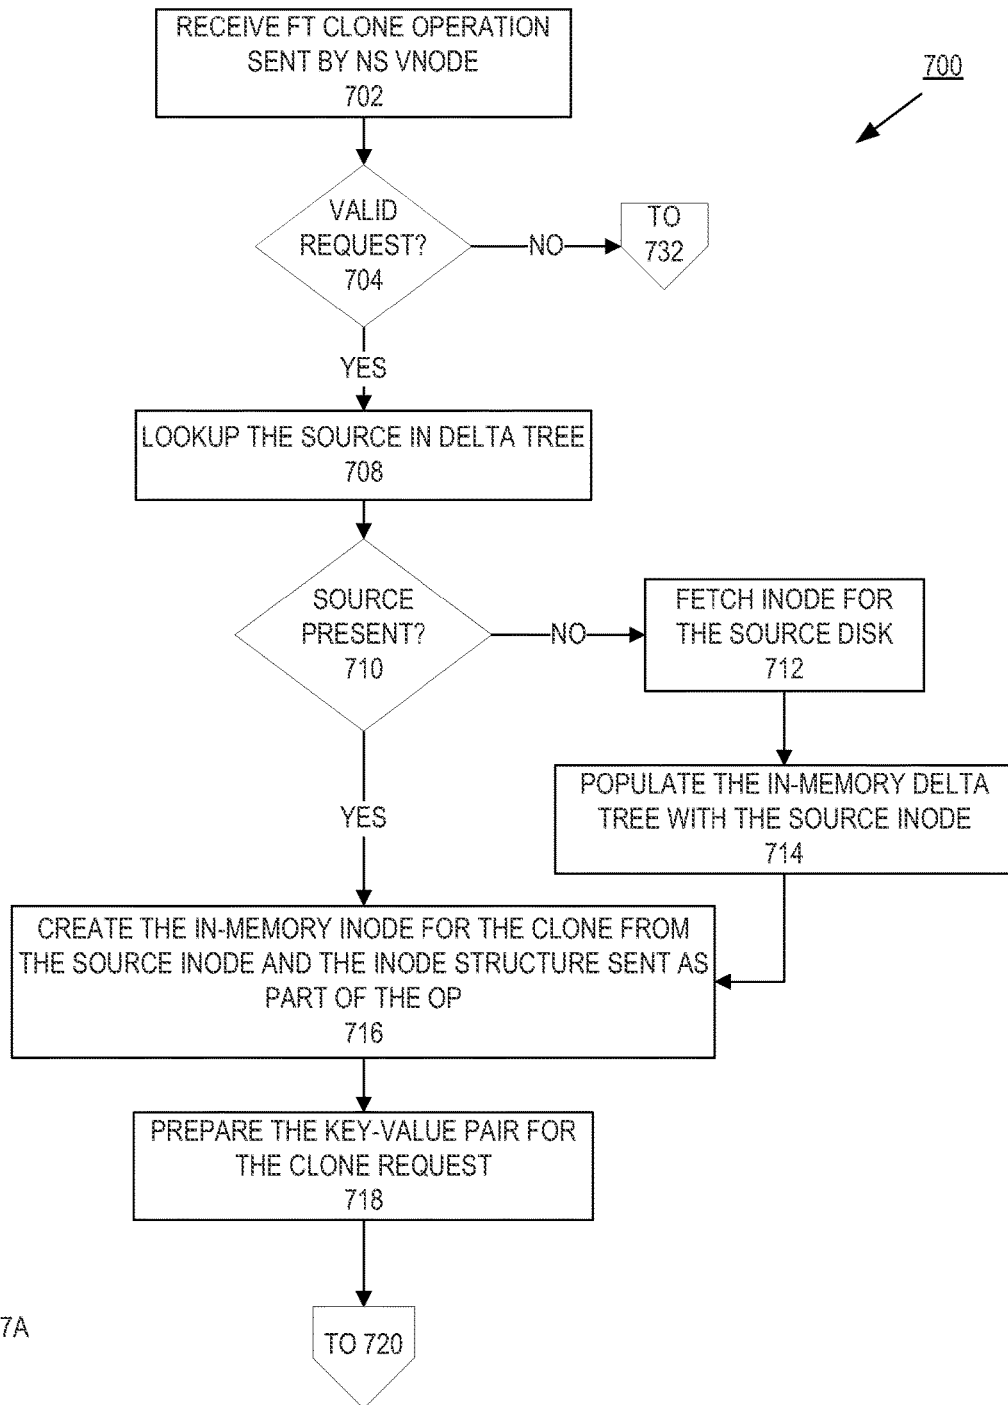 RECEIVE FT CLONE OPERATION
SENT BY NS VNODE
702
700
VALID
REQUEST?
704
NO
TO
732
YES
LOOKUP THE SOURCE IN DELTA TREE
708
SOURCE
PRESENT?
710
NO
FETCH INODE FOR
THE SOURCE DISK
712
POPULATE THE IN-MEMORY DELTA
TREE WITH THE SOURCE INODE
714
YES
CREATE THE IN-MEMORY INODE FOR THE CLONE FROM
THE SOURCE INODE AND THE INODE STRUCTURE SENT AS
PART OF THE OP
716
PREPARE THE KEY-VALUE PAIR FOR
THE CLONE REQUEST
718
7A
TO 720